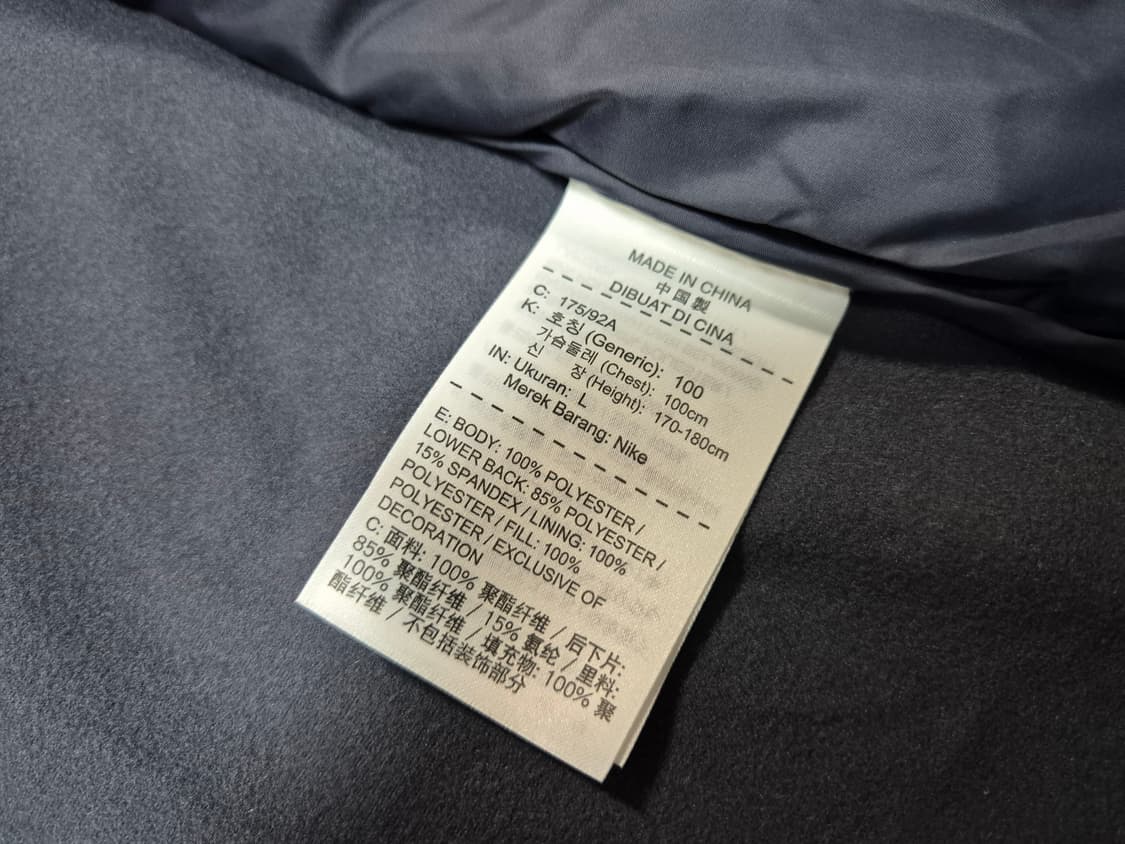 MADE IN CHINA
中国製
DIBUAT DI CINA
C: 175/92A
K: 호칭 (Generic): 100
가슴둘레 (Chest): 100cm
신 장 (Height): 170-180cm
IN: Ukuran: L
Merek Barang: Nike
E: BODY: 100% POLYESTER /
LOWER BACK: 85% POLYESTER /
15% SPANDEX / LINING: 100%
POLYESTER / FILL: 100%
POLYESTER / EXCLUSIVE OF
DECORATION
C: 面料: 100% 聚酯纤维 / 后下片:
85% 聚酯纤维 / 15% 氨纶 / 里料:
100% 聚酯纤维 / 填充物: 100% 聚
酯纤维 / 不包括装饰部分